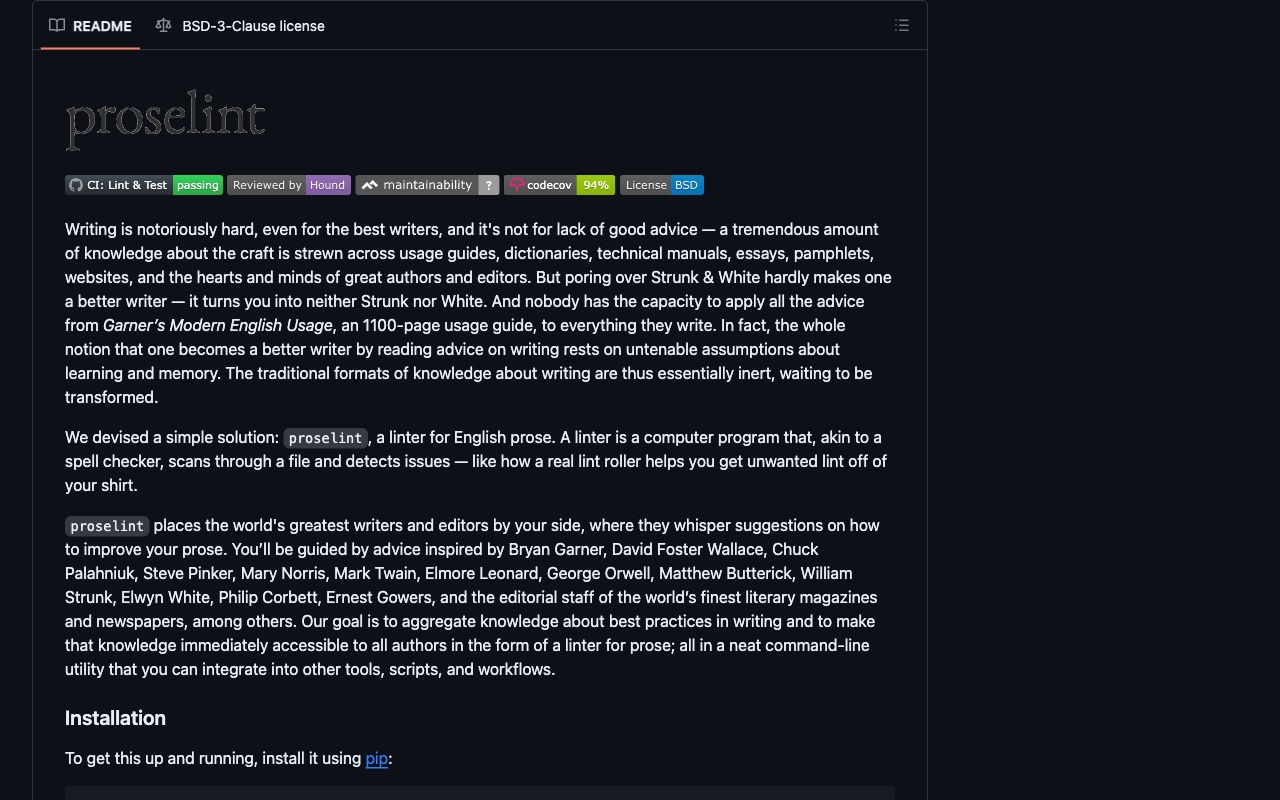 README
BSD-3-Clause license
proselint
CI: Lint & Test passing
Reviewed by Hound
maintainability ?
codecov 94%
License BSD
Writing is notoriously hard, even for the best writers, and it's not for lack of good advice — a tremendous amount
of knowledge about the craft is strewn across usage guides, dictionaries, technical manuals, essays, pamphlets,
websites, and the hearts and minds of great authors and editors. But poring over Strunk & White hardly makes one
a better writer — it turns you into neither Strunk nor White. And nobody has the capacity to apply all the advice
from Garner’s Modern English Usage, an 1100-page usage guide, to everything they write. In fact, the whole
notion that one becomes a better writer by reading advice on writing rests on untenable assumptions about
learning and memory. The traditional formats of knowledge about writing are thus essentially inert, waiting to be
transformed.
We devised a simple solution: proselint, a linter for English prose. A linter is a computer program that, akin to a
spell checker, scans through a file and detects issues — like how a real lint roller helps you get unwanted lint off of
your shirt.
proselint places the world's greatest writers and editors by your side, where they whisper suggestions on how
to improve your prose. You’ll be guided by advice inspired by Bryan Garner, David Foster Wallace, Chuck
Palahniuk, Steve Pinker, Mary Norris, Mark Twain, Elmore Leonard, George Orwell, Matthew Butterick, William
Strunk, Elwyn White, Philip Corbett, Ernest Gowers, and the editorial staff of the world’s finest literary magazines
and newspapers, among others. Our goal is to aggregate knowledge about best practices in writing and to make
that knowledge immediately accessible to all authors in the form of a linter for prose; all in a neat command-line
utility that you can integrate into other tools, scripts, and workflows.
Installation
To get this up and running, install it using pip: